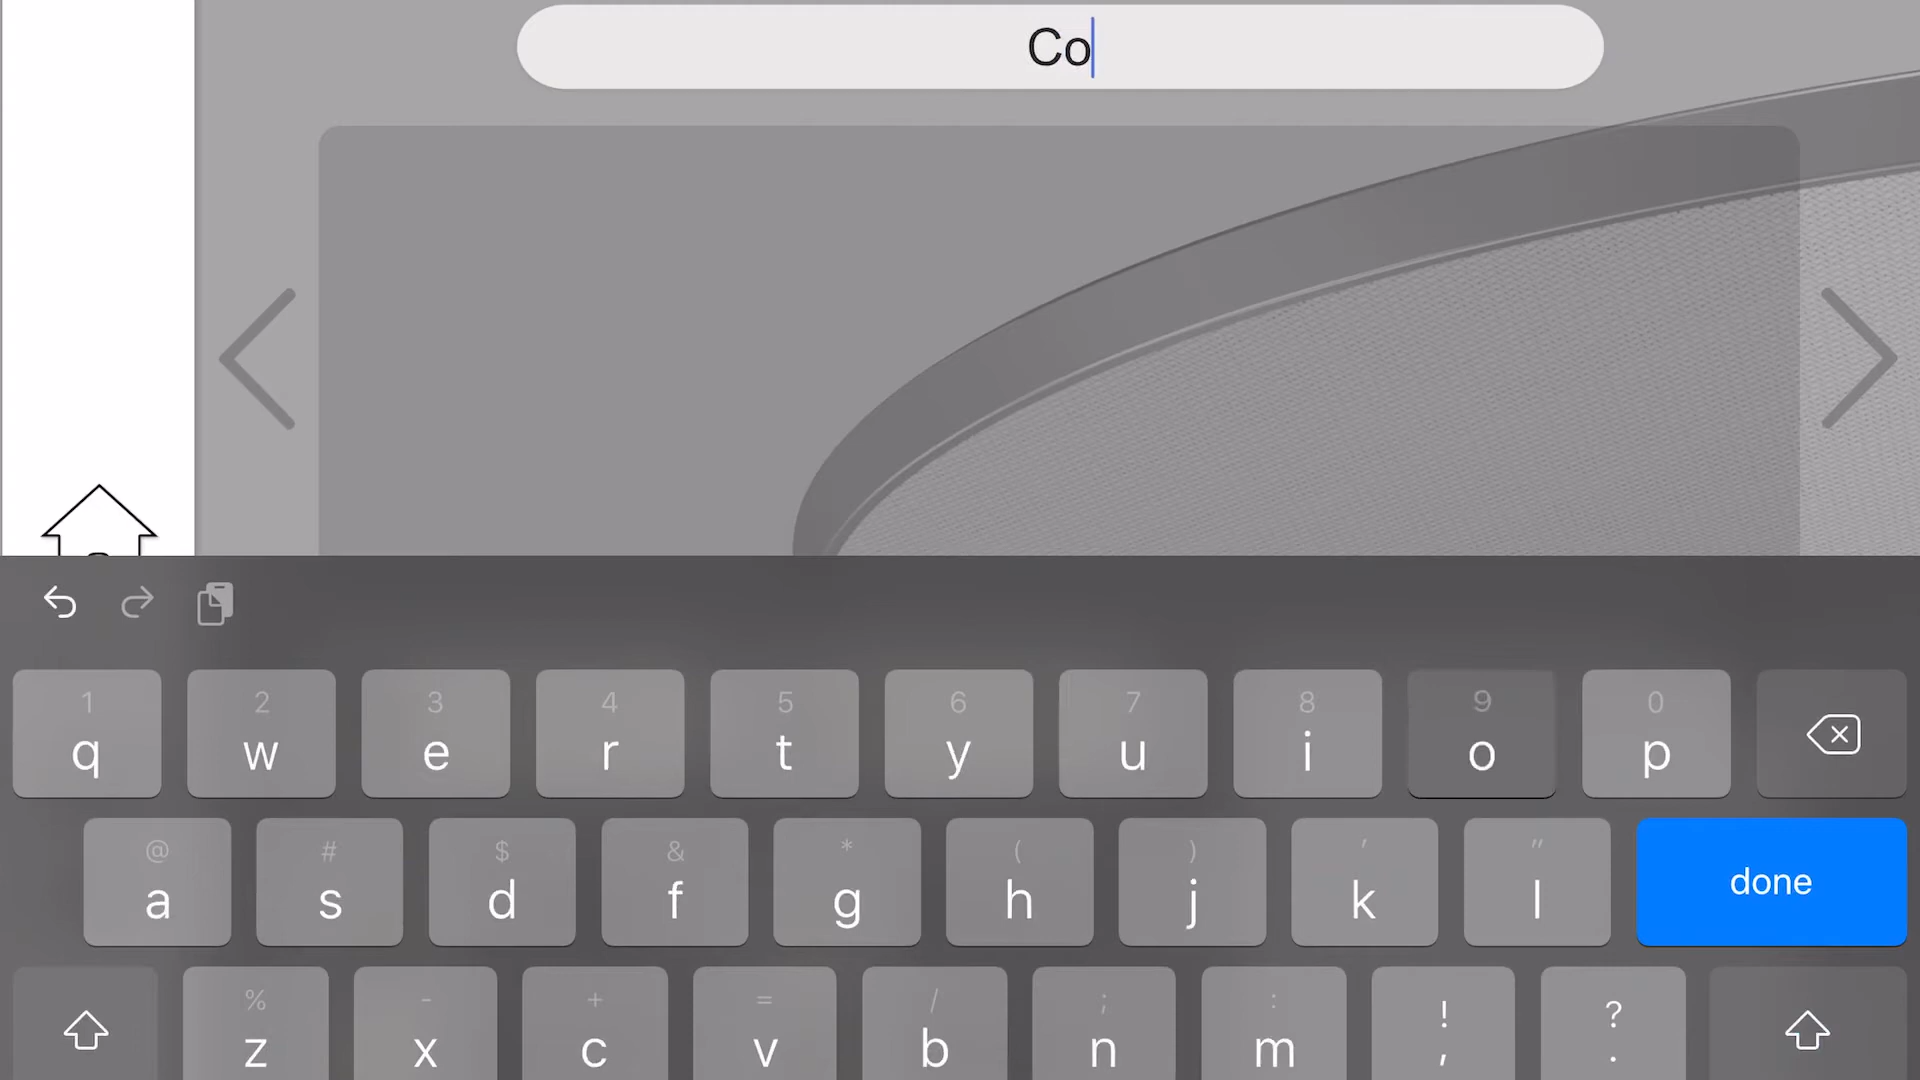 Co
1 2 3 4 5 6 7 8 9 0
q w e r t y u i o p
@ # $ & * ( ) ' "
a s d f g h j k l done
% - + = / ; : ! ?
z x c v b n m , .